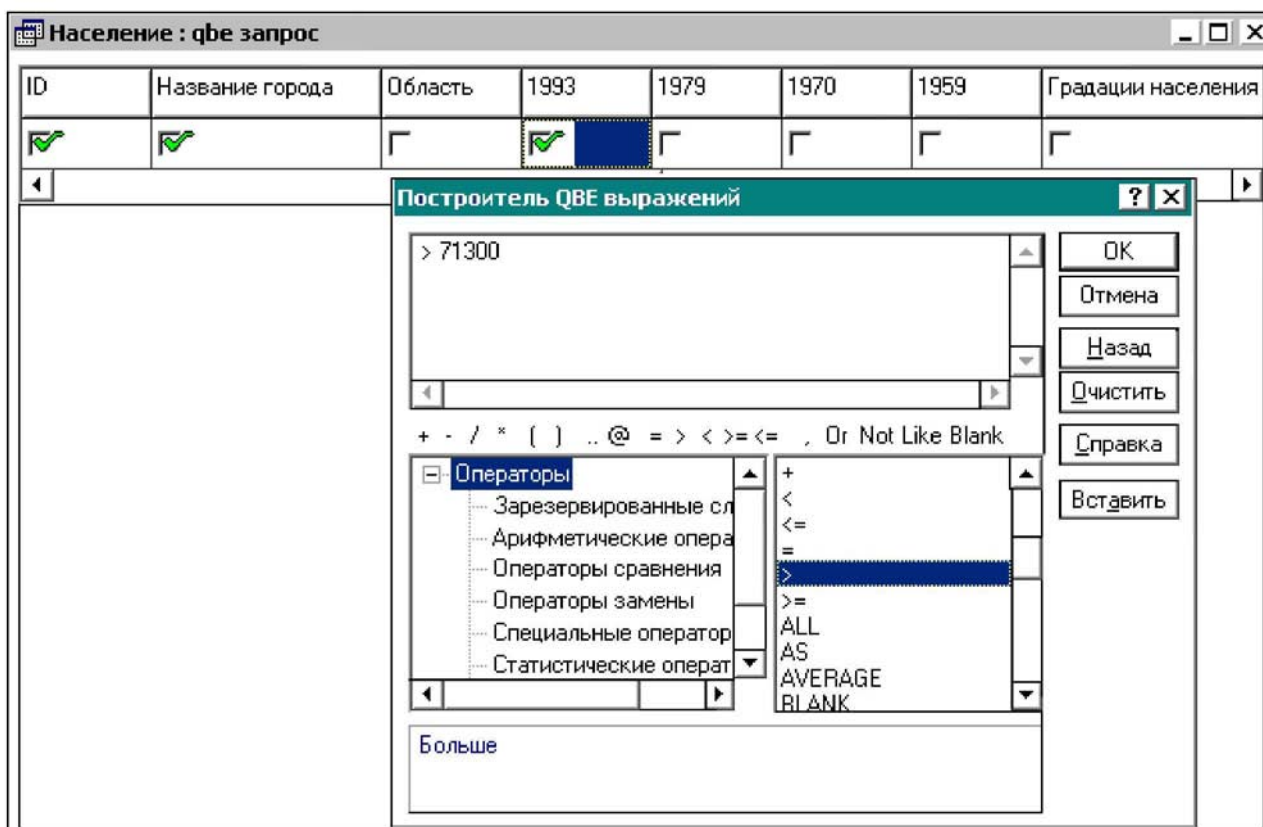 Население : qbe запрос
ID Название города Область 1993 1979 1970 1959 Градации населения
Построитель QBE выражений
> 71300
OK
Отмена
Назад
Очистить
Справка
Вставить
+ - / * ( ) .. @ = > < >= <= , Or Not Like Blank
Операторы
Зарезервированные сл
Арифметические опера
Операторы сравнения
Операторы замены
Специальные оператор
Статистические операт
+
<
<=
=
>
>=
ALL
AS
AVERAGE
BLANK
Больше